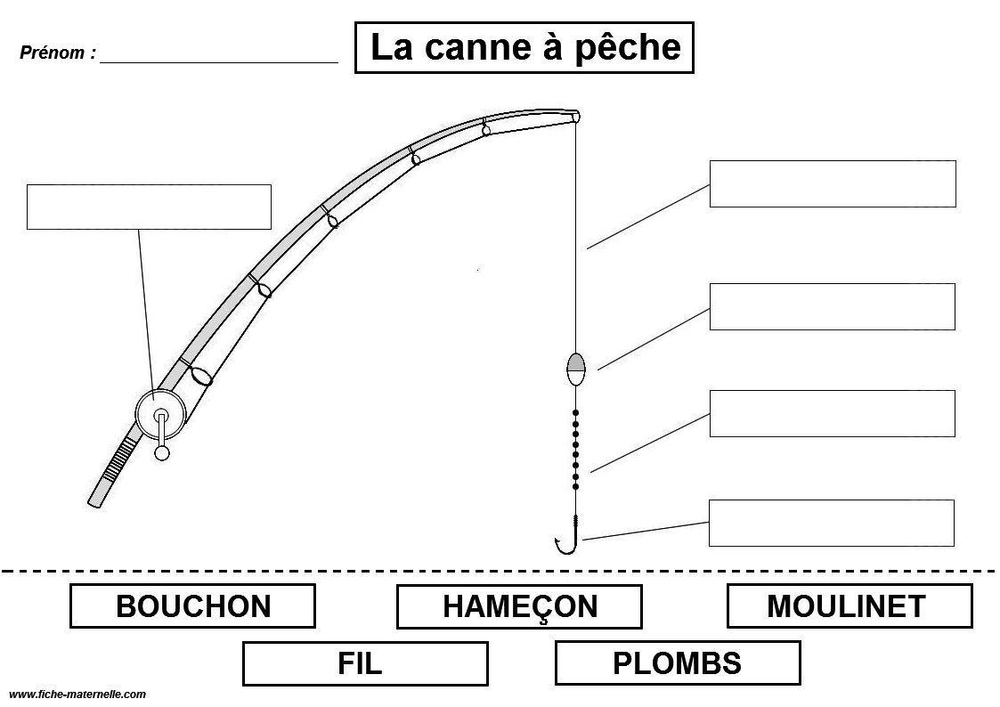 La canne à pêche
Prénom :
BOUCHON
HAMEÇON
MOULINET
FIL
PLOMBS
www.fiche-maternelle.com